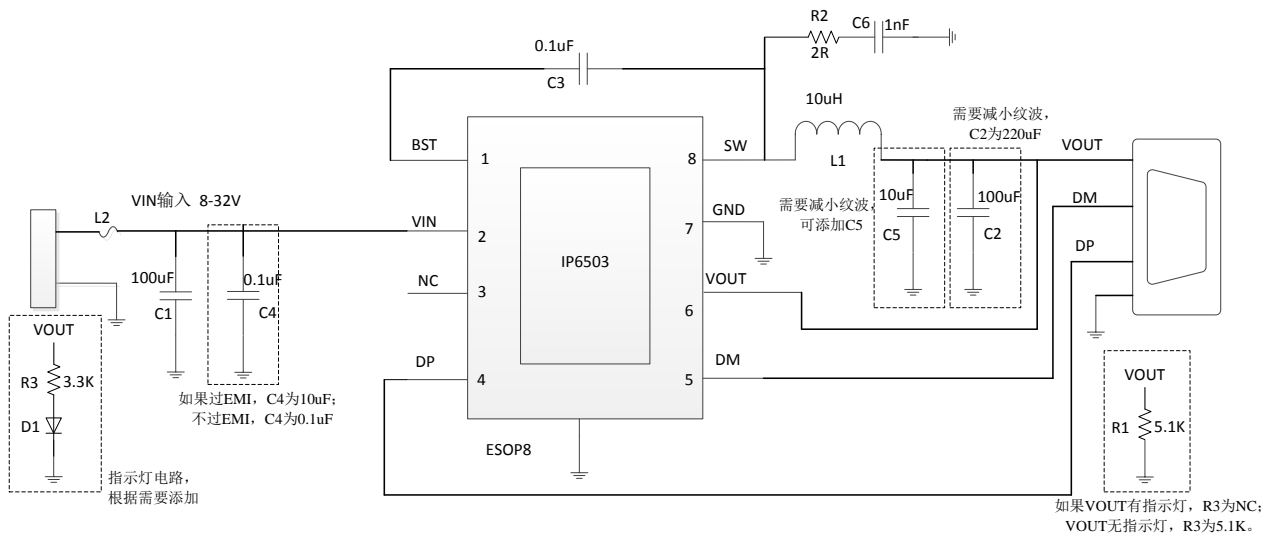 R2
C6
1nF
2R
0.1uF
C3
10uH
L1
需要减小纹波，
C2为220uF
BST
1
8
SW
VOUT
VIN输入 8-32V
L2
VIN
2
7
GND
需要减小纹波，
可添加C5
10uF
C5
100uF
C2
DM
DP
IP6503
100uF
C1
0.1uF
C4
NC
3
VOUT
6
DP
4
DM
5
VOUT
R3
3.3K
D1
如果过EMI，C4为10uF；
不过EMI，C4为0.1uF
ESOP8
指示灯电路，
根据需要添加
VOUT
R1
5.1K
如果VOUT有指示灯，R3为NC；
VOUT无指示灯，R3为5.1K。